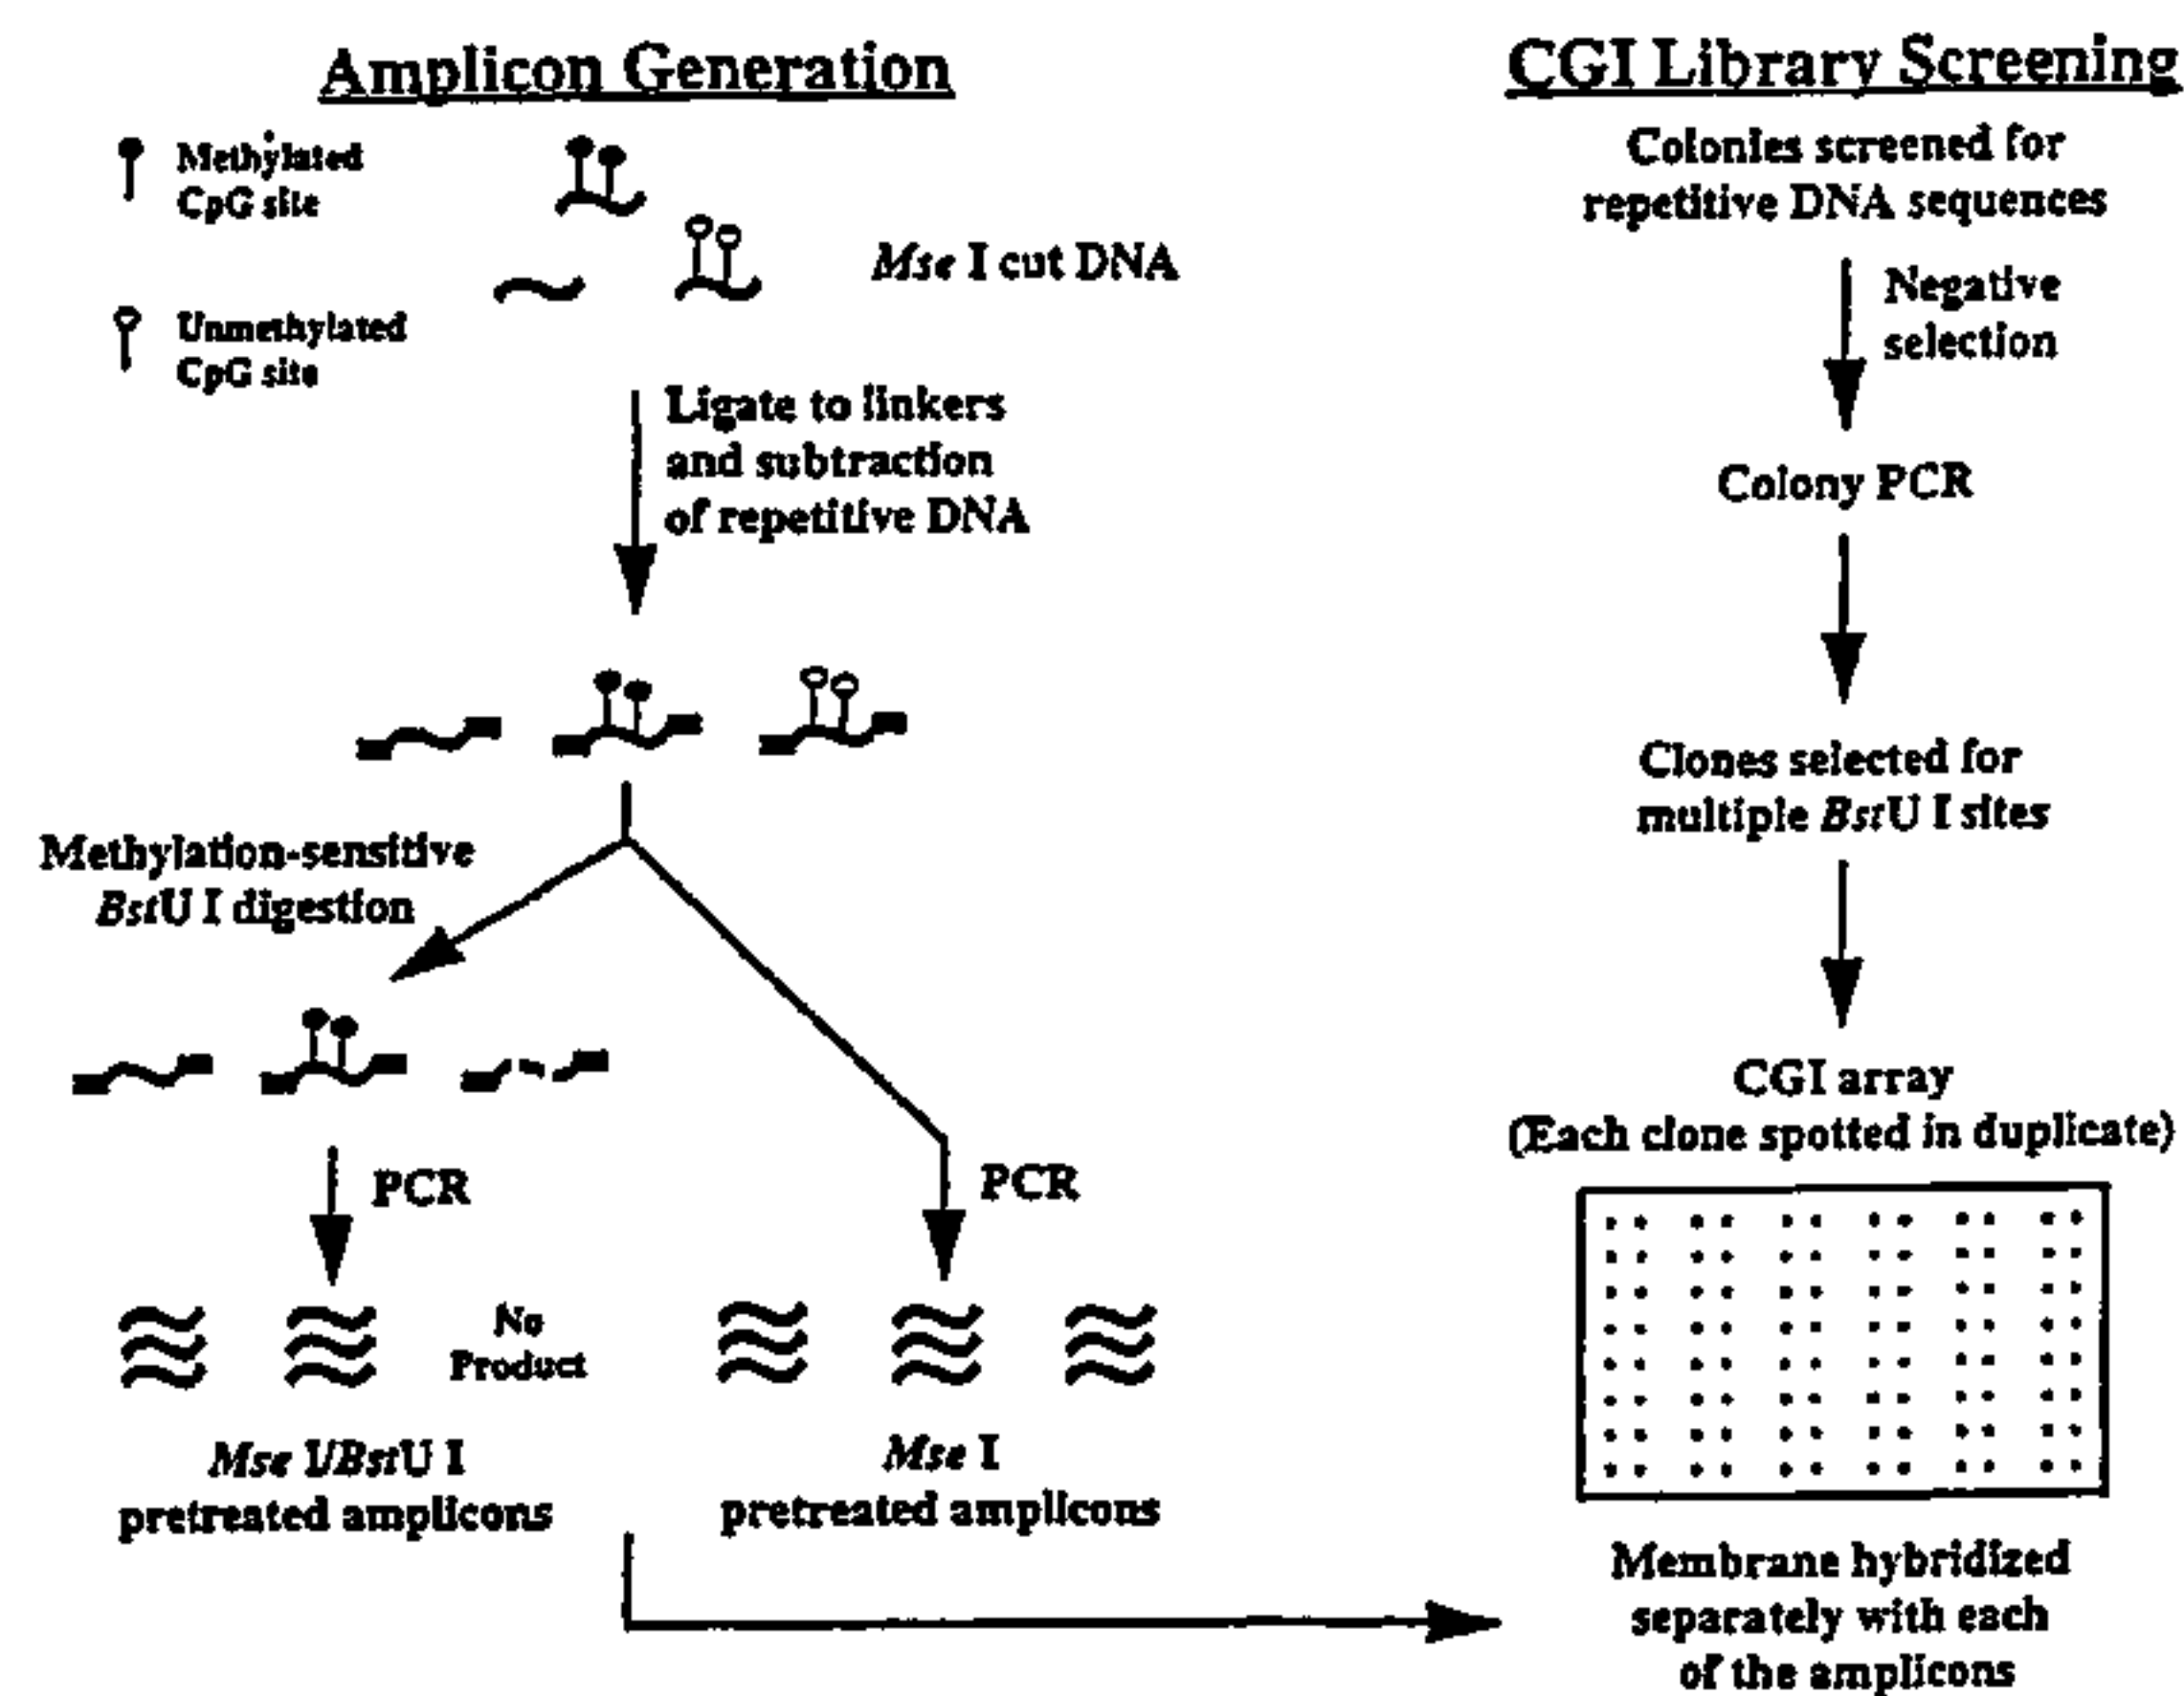 Amplicon Generation
Methylated
CpG site
Unmethylated
CpG site
Mse I cut DNA
Ligate to linkers
and subtraction
of repetitive DNA
Methylation-sensitive
BstU I digestion
PCR
PCR
No
Product
Mse I/BstU I
pretreated amplicons
Mse I
pretreated amplicons
CGI Library Screening
Colonies screened for
repetitive DNA sequences
Negative
selection
Colony PCR
Clones selected for
multiple BstU I sites
CGI array
(Each clone spotted in duplicate)
Membrane hybridized
separately with each
of the amplicons